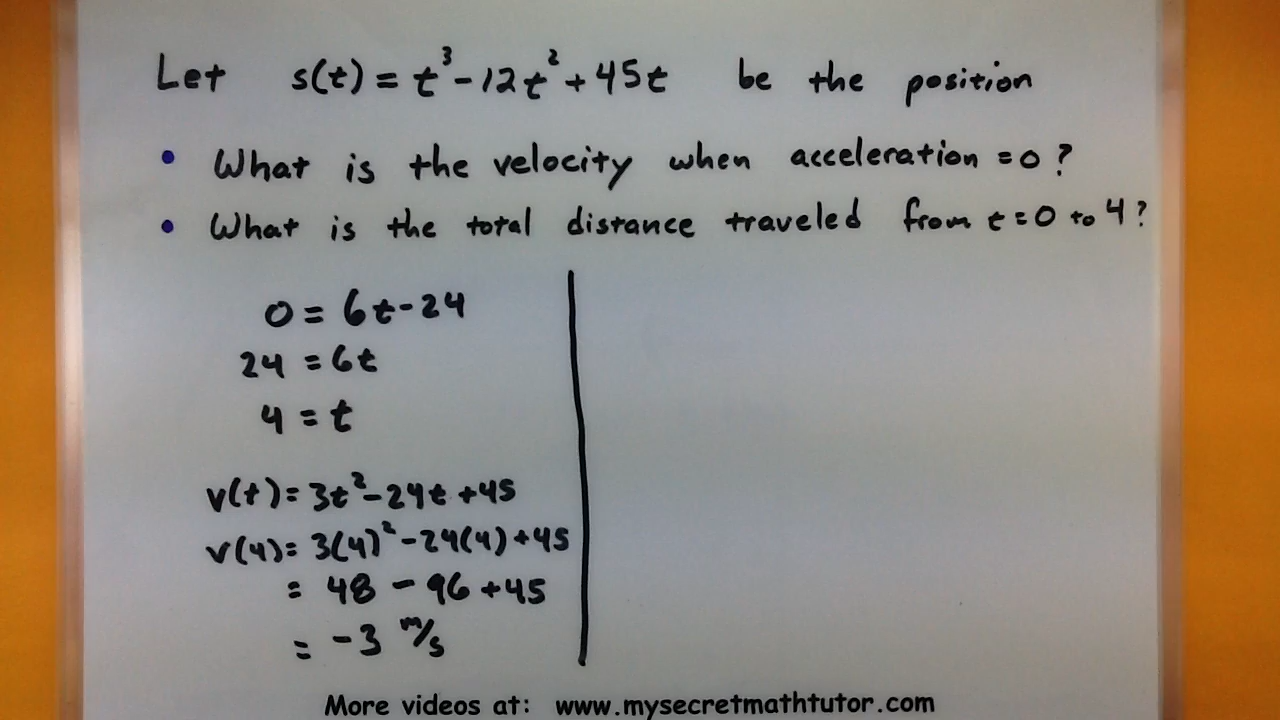 Let s(t) = t³ - 12t² + 45t be the position
• What is the velocity when acceleration = 0?
• What is the total distance traveled from t = 0 to 4?
0 = 6t - 24
24 = 6t
4 = t
v(t) = 3t² - 24t + 45
v(4) = 3(4)² - 24(4) + 45
= 48 - 96 + 45
= -3 m/s
More videos at: www.mysecretmathtutor.com